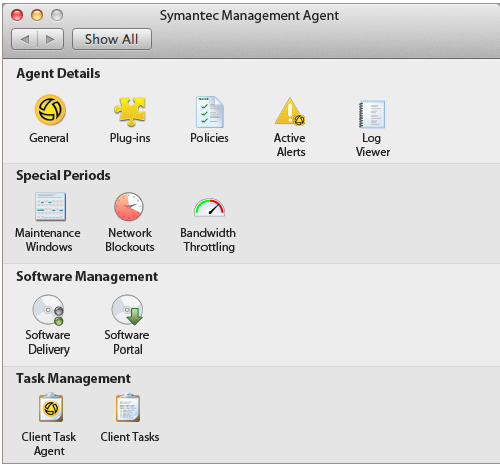 Symantec Management Agent
Show All
Agent Details
General
Plug-ins
Policies
Active
Alerts
Log
Viewer
Special Periods
Maintenance
Windows
Network
Blockouts
Bandwidth
Throttling
Software Management
Software
Delivery
Software
Portal
Task Management
Client Task
Agent
Client Tasks